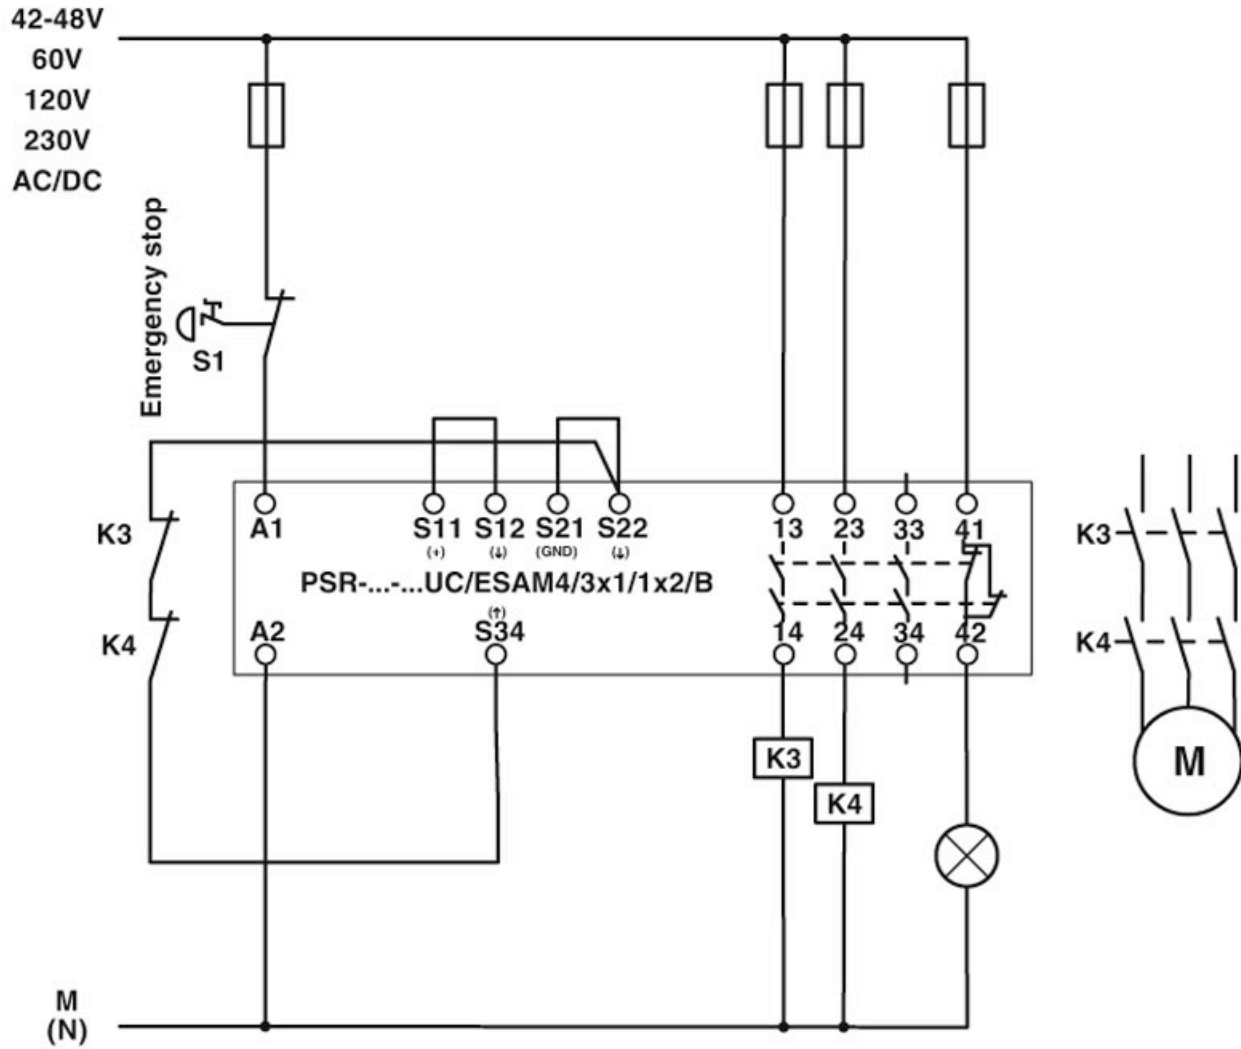 42-48V
60V
120V
230V
AC/DC
Emergency stop
S1
K3
K4
A1
S11
S12
S21
S22
13
23
33
41
(+)
(↓)
(GND)
(↓)
PSR-...-...UC/ESAM4/3x1/1x2/B
(↑)
A2
S34
14
24
34
42
K3
K4
K3
K4
M
M
(N)